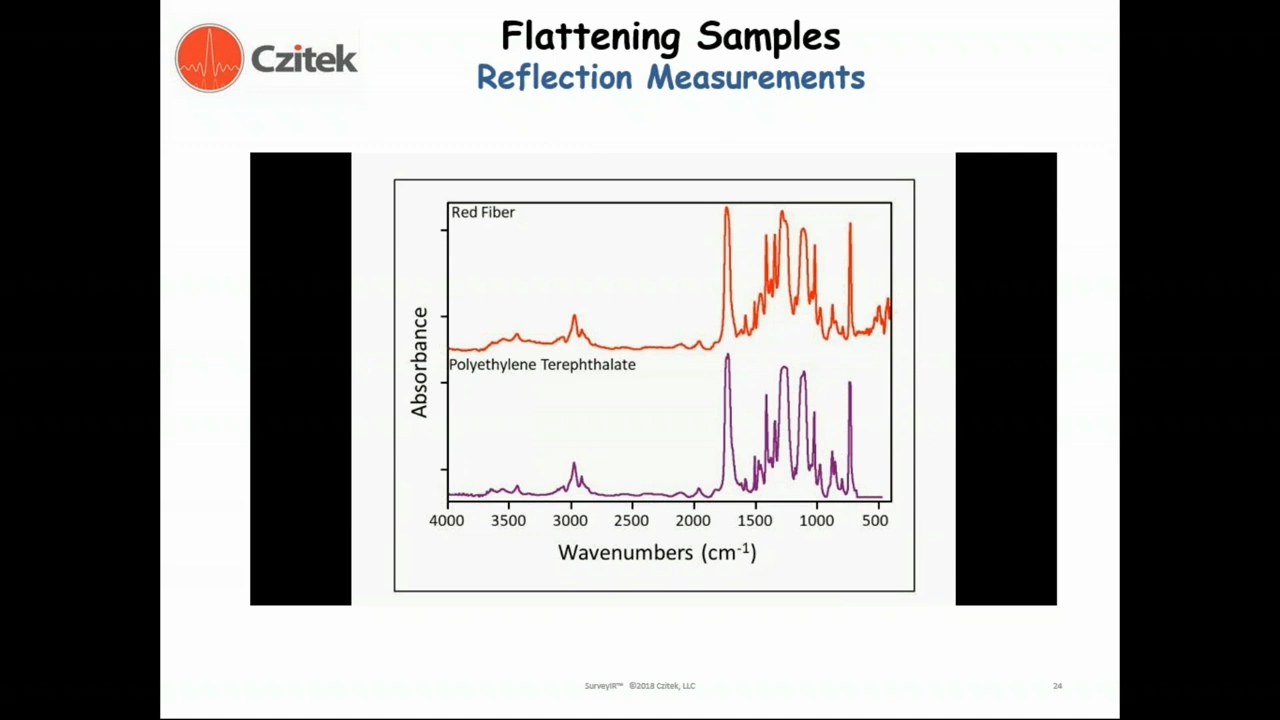 Czitek
Flattening Samples
Reflection Measurements
Red Fiber
Polyethylene Terephthalate
Absorbance
4000 3500 3000 2500 2000 1500 1000 500
Wavenumbers (cm⁻¹)
SurveyIR™ ©2018 Czitek, LLC
24